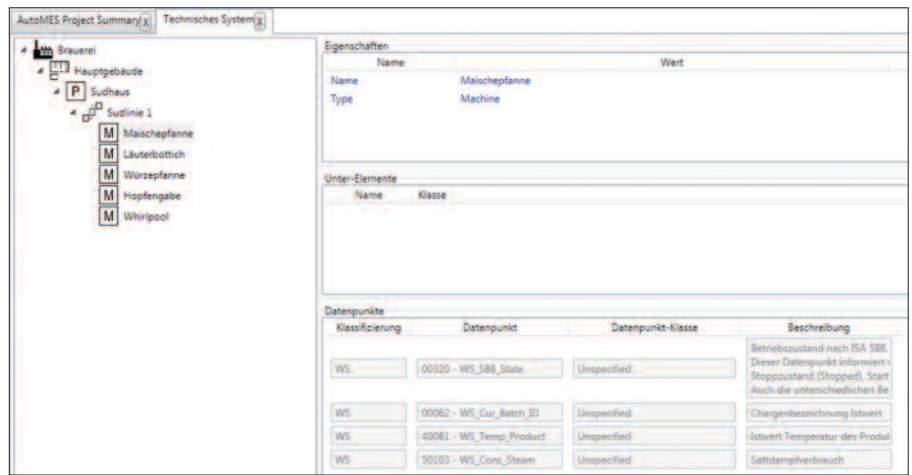 AutoMES Project Summary X Technisches System X
Brauerei
Hauptgebäude
P Sudhaus
Sudlinie 1
M Maischepfanne
M Läuterbottich
M Würzepfanne
M Hopfengabe
M Whirlpool
Eigenschaften
Name Wert
Name Maischepfanne
Type Machine
Unter-Elemente
Name Klasse
Datenpunkte
Klassifizierung Datenpunkt Datenpunkt-Klasse Beschreibung
WS 00320 - WS_S88_State Unspecified
Betriebszustand nach ISA S88.
Dieser Datenpunkt informiert
Stoppzustand (Stopped), Start
Auch die unterschiedlichen Be
WS 00062 - WS_Cur_Batch_ID Unspecified Chargenbezeichnung Istwert
WS 40081 - WS_Temp_Product Unspecified Istwert Temperatur des Produl
WS 50103 - WS_Cons_Steam Unspecified Sattdampfverbrauch